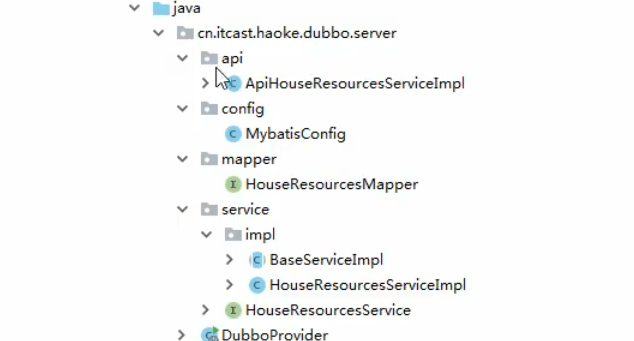 java
cn.itcast.haoke.dubbo.server
api
ApiHouseResourcesServiceImpl
config
MybatisConfig
mapper
HouseResourcesMapper
service
impl
BaseServiceImpl
HouseResourcesServiceImpl
HouseResourcesService
DubboProvider